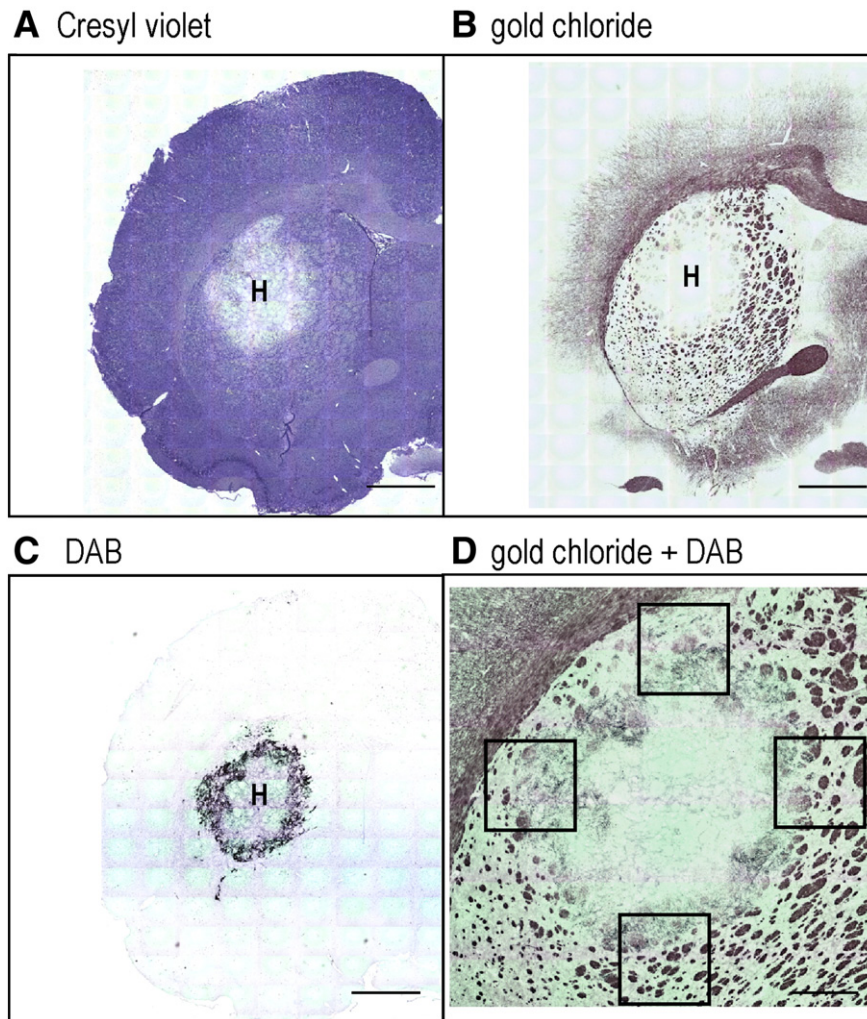 A Cresyl violet
B gold chloride
H
H
C DAB
D gold chloride + DAB
H